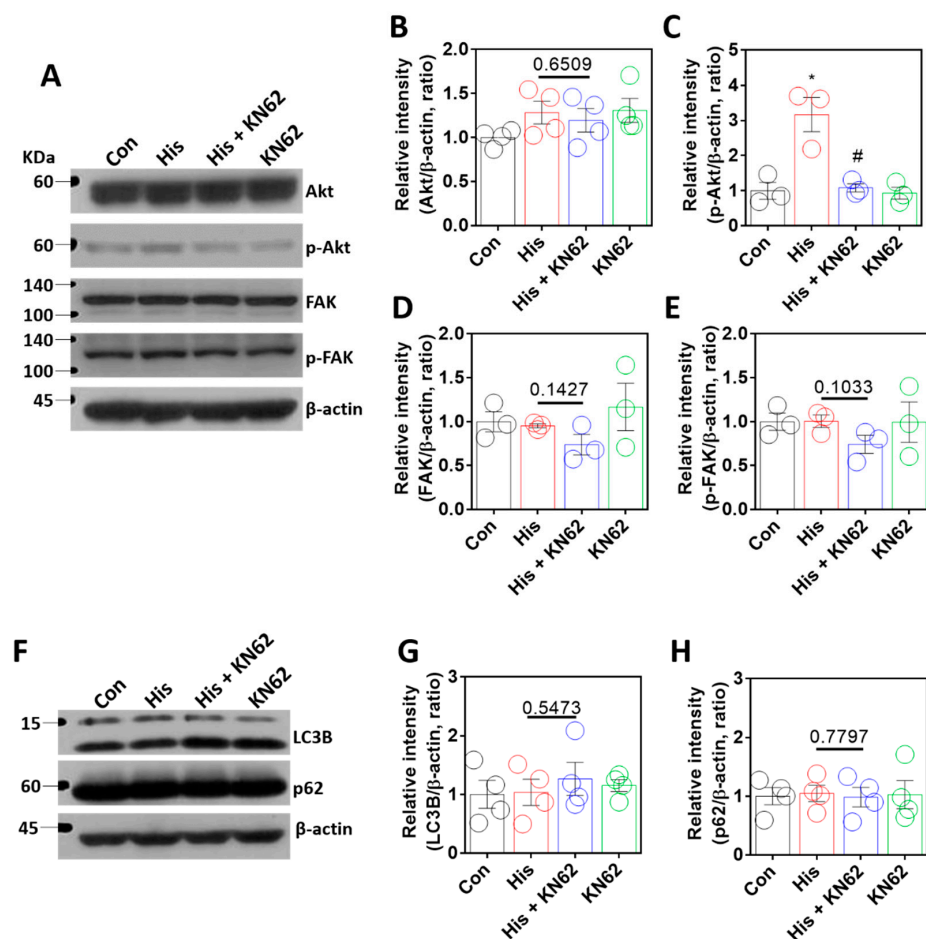 A
KDa
Con
His
His + KN62
KN62
60
Akt
60
p-Akt
140
FAK
100
140
p-FAK
100
45
β-actin
B
Relative intensity
(Akt/β-actin, ratio)
2.0
1.5
1.0
0.5
0.0
0.6509
Con
His
His + KN62
KN62
C
Relative intensity
(p-Akt/β-actin, ratio)
5
4
3
2
1
0
*
#
Con
His
His + KN62
KN62
D
Relative intensity
(FAK/β-actin, ratio)
2.0
1.5
1.0
0.5
0.0
0.1427
Con
His
His + KN62
KN62
E
Relative intensity
(p-FAK/β-actin, ratio)
2.0
1.5
1.0
0.5
0.0
0.1033
Con
His
His + KN62
KN62
F
Con
His
His + KN62
KN62
15
LC3B
60
p62
45
β-actin
G
Relative intensity
(LC3B/β-actin, ratio)
3
2
1
0
0.5473
Con
His
His + KN62
KN62
H
Relative intensity
(p62/β-actin, ratio)
3
2
1
0
0.7797
Con
His
His + KN62
KN62